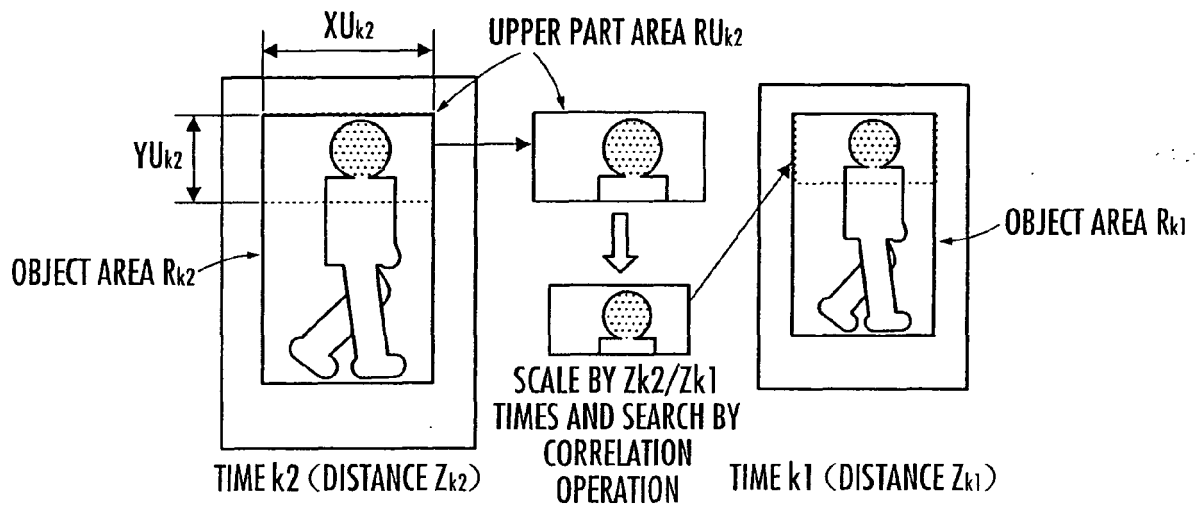 XUk2
UPPER PART AREA RUk2
YUk2
OBJECT AREA Rk2
OBJECT AREA Rk1
SCALE BY Zk2/Zk1
TIMES AND SEARCH BY
CORRELATION
OPERATION
TIME k2 (DISTANCE Zk2)
TIME k1 (DISTANCE Zk1)